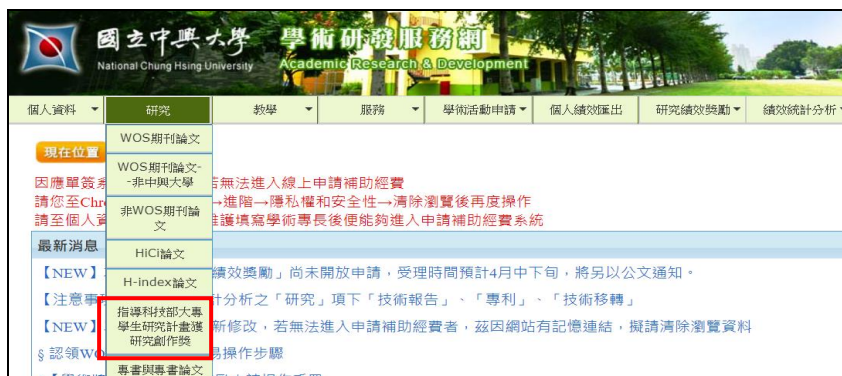 國立中興大學 學術研發服務網
National Chung Hsing University Academic Research & Development
個人資料 研究 教學 服務 學術活動申請 個人績效匯出 研究績效獎勵 績效統計分析
WOS期刊論文
現在位置
WOS期刊論文-
-非中興大學
因應單簽系 若無法進入線上申請補助經費
請您至Chr →進階→隱私權和安全性→清除瀏覽後再度操作
非WOS期刊論
文
請至個人資 維護填寫學術專長後便能夠進入申請補助經費系統
最新消息
HiCi論文
【NEW】 績效獎勵」尚未開放申請,受理時間預計4月中下旬,將另以公文通知。
H-index論文
【注意事 計分析之「研究」項下「技術報告」、「專利」、「技術移轉」
指導科技部大專
學生研究計畫獲
研究創作獎
【NEW】 新修改,若無法進入申請補助經費者,茲因網站有記憶連結,擬請清除瀏覽資料
§ 認領WO 易操作步驟
專書與專書論文